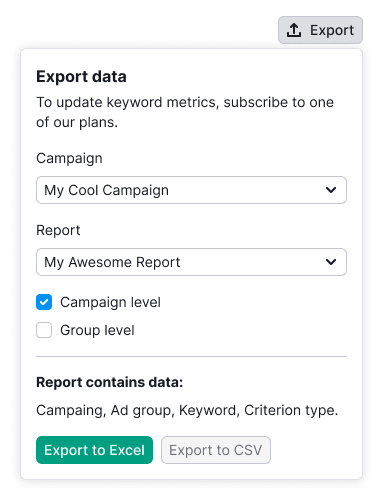 Export
Export data
To update keyword metrics, subscribe to one
of our plans.
Campaign
My Cool Campaign
Report
My Awesome Report
Campaign level
Group level
Report contains data:
Campaing, Ad group, Keyword, Criterion type.
Export to Excel
Export to CSV